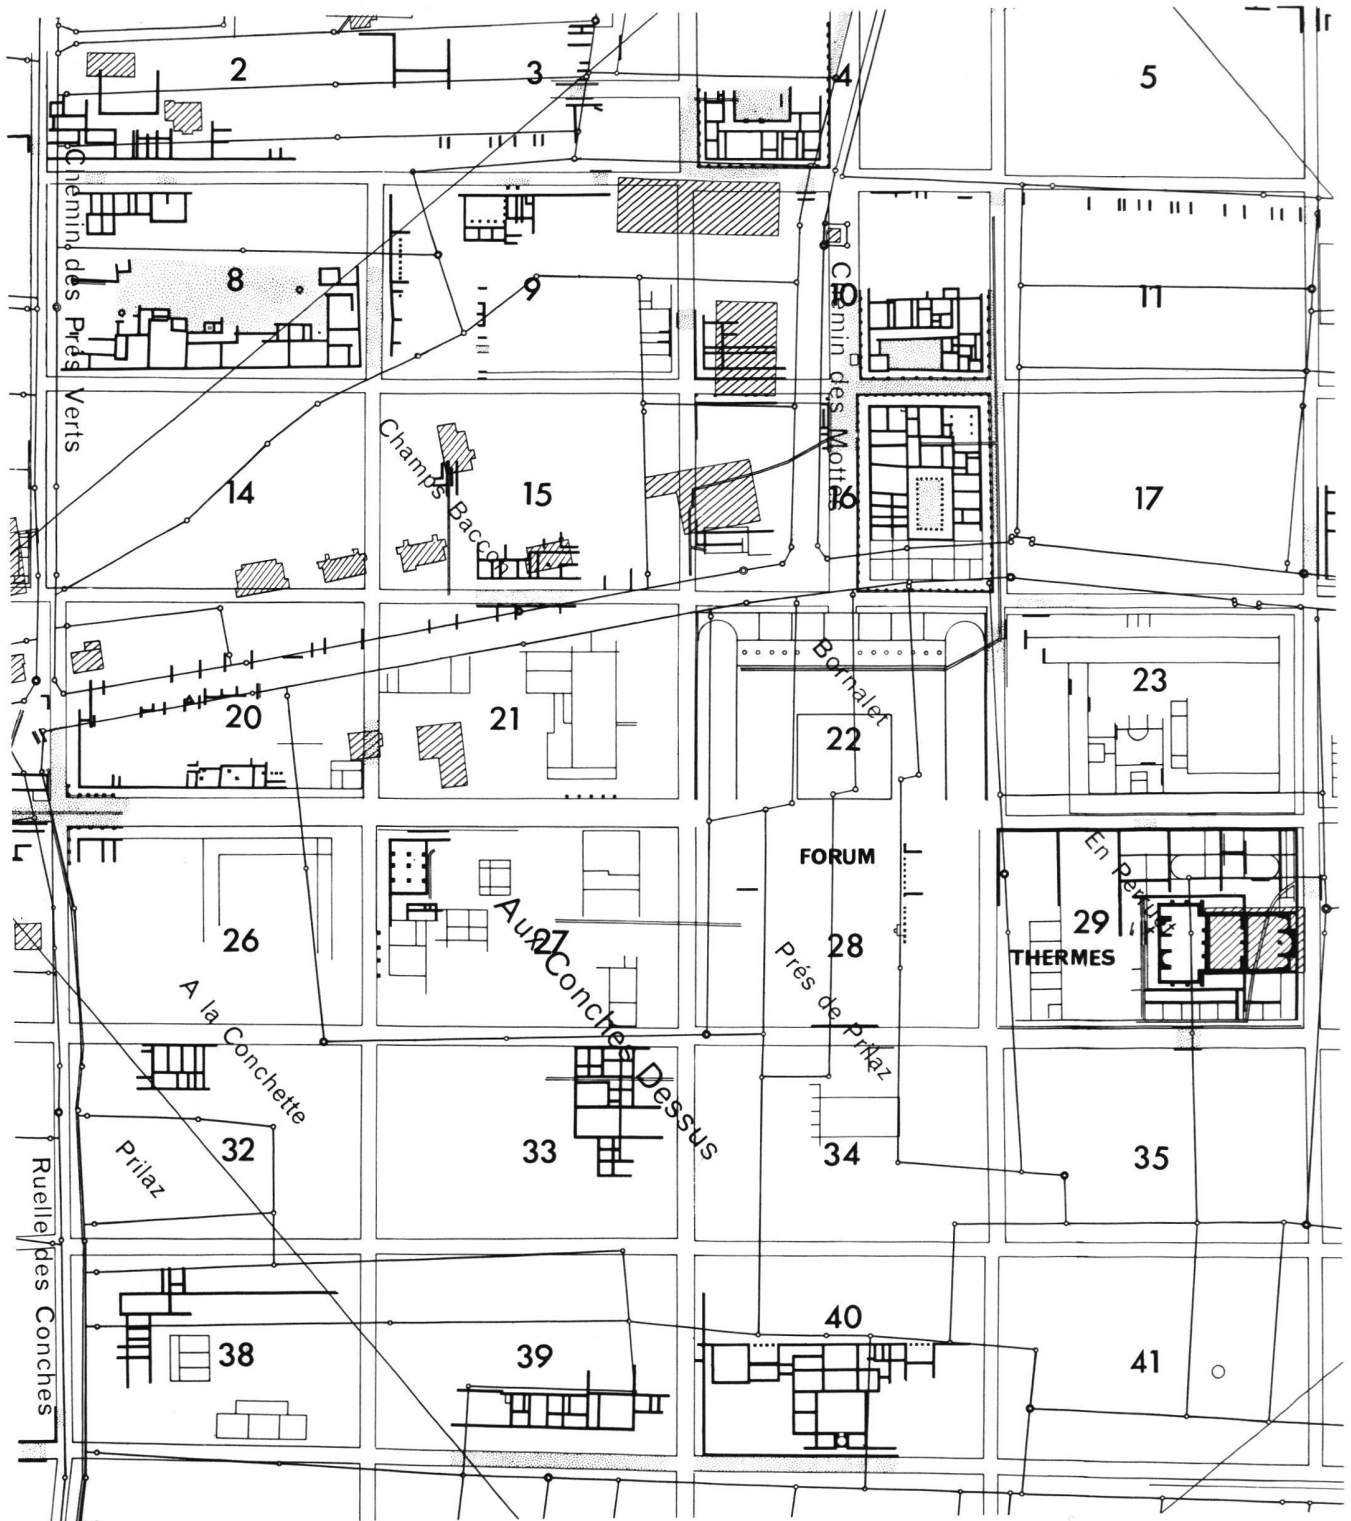 2
3
4
5
Chemin des Prés Verts
8
9
10
11
Chemin des Mottes
14
Champs Baccon
15
16
17
20
21
Bornalet
22
23
26
Aux Conches Dessus
27
FORUM
28
Prés de Prilaz
En Perruet
29
THERMES
A la Conchette
32
Prilaz
33
34
35
Ruelle des Conches
38
39
40
41